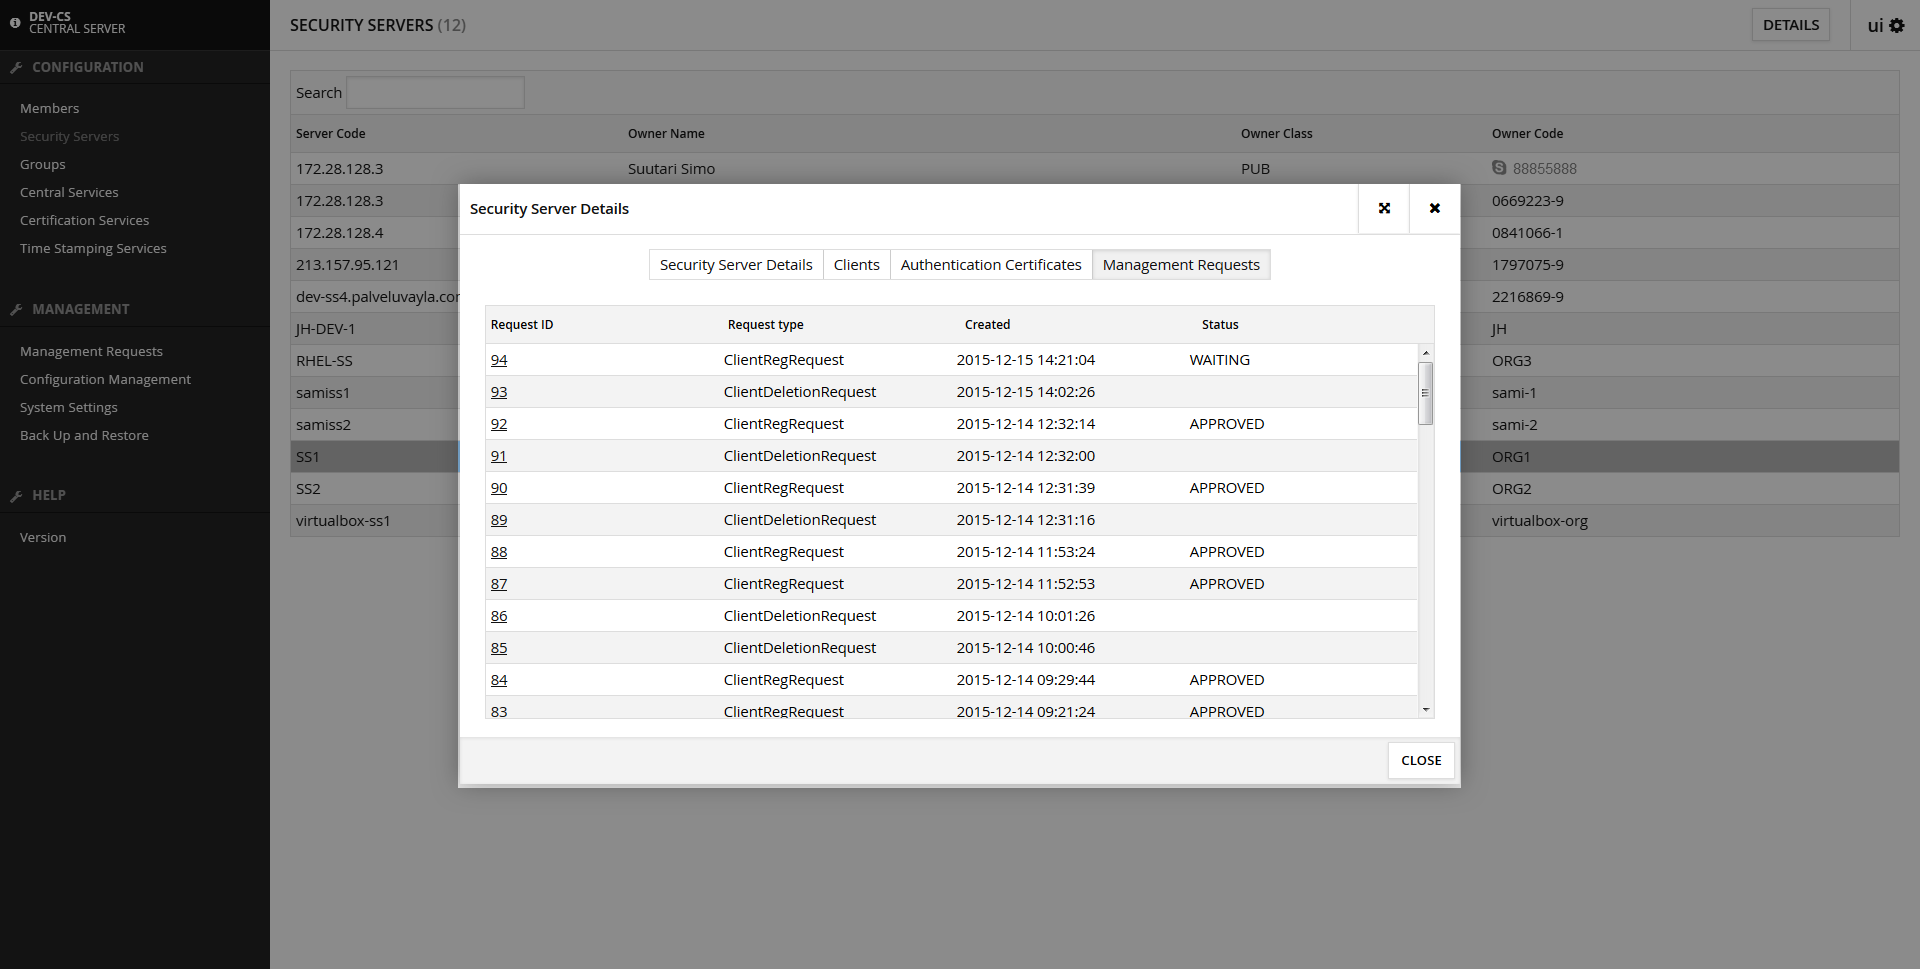 DEV-CS
CENTRAL SERVER
CONFIGURATION
Members
Security Servers
Groups
Central Services
Certification Services
Time Stamping Services
MANAGEMENT
Management Requests
Configuration Management
System Settings
Back Up and Restore
HELP
Version
SECURITY SERVERS (12)
DETAILS
ui
Search
Server Code Owner Name Owner Class Owner Code
172.28.128.3 Suutari Simo PUB 88855888
172.28.128.3 0669223-9
172.28.128.4 0841066-1
213.157.95.121 1797075-9
dev-ss4.palveluvayla.co 2216869-9
JH-DEV-1 JH
RHEL-SS ORG3
samiss1 sami-1
samiss2 sami-2
SS1 ORG1
SS2 ORG2
virtualbox-ss1 virtualbox-org
Security Server Details
Security Server Details Clients Authentication Certificates Management Requests
Request ID Request type Created Status
94 ClientRegRequest 2015-12-15 14:21:04 WAITING
93 ClientDeletionRequest 2015-12-15 14:02:26
92 ClientRegRequest 2015-12-14 12:32:14 APPROVED
91 ClientDeletionRequest 2015-12-14 12:32:00
90 ClientRegRequest 2015-12-14 12:31:39 APPROVED
89 ClientDeletionRequest 2015-12-14 12:31:16
88 ClientRegRequest 2015-12-14 11:53:24 APPROVED
87 ClientRegRequest 2015-12-14 11:52:53 APPROVED
86 ClientDeletionRequest 2015-12-14 10:01:26
85 ClientDeletionRequest 2015-12-14 10:00:46
84 ClientRegRequest 2015-12-14 09:29:44 APPROVED
83 ClientRegRequest 2015-12-14 09:21:24 APPROVED
CLOSE